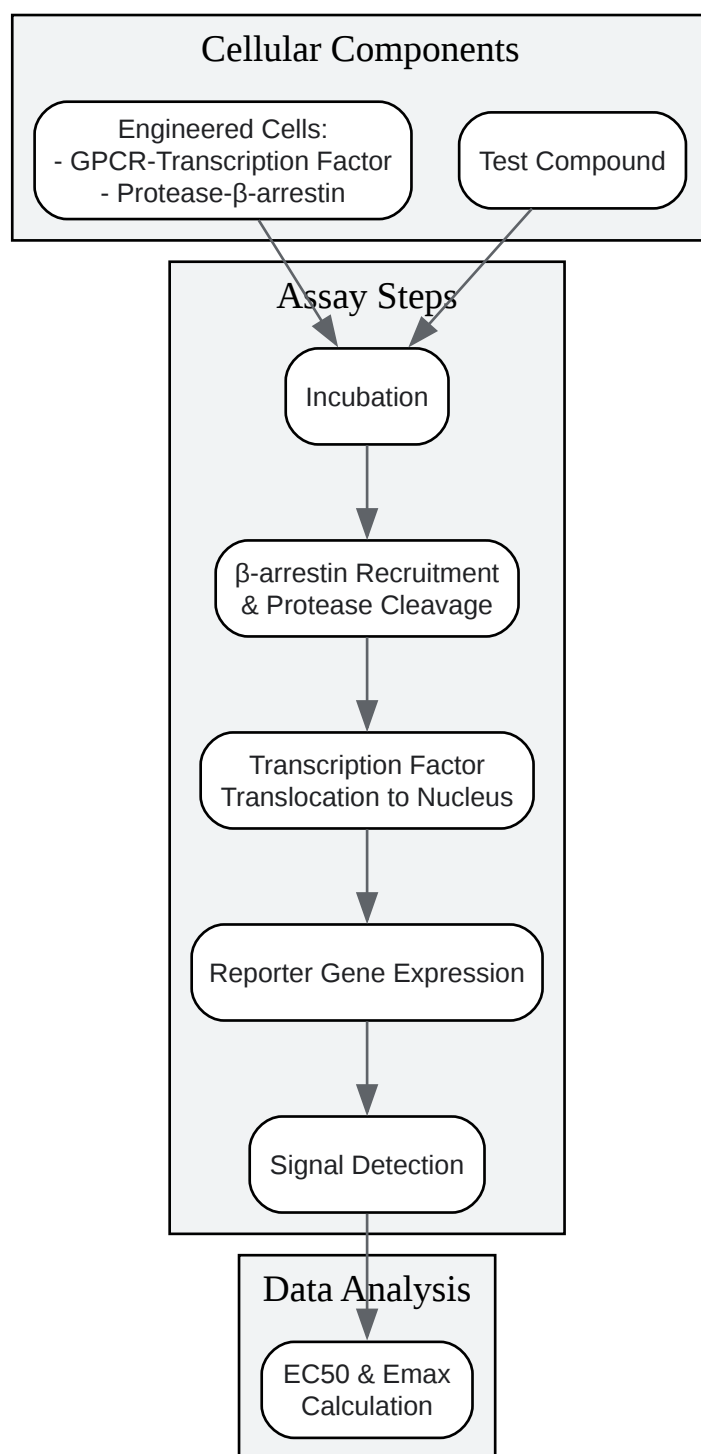 Cellular Components
Engineered Cells:
- GPCR-Transcription Factor
- Protease-β-arrestin
Test Compound
Assay Steps
Incubation
β-arrestin Recruitment
& Protease Cleavage
Transcription Factor
Translocation to Nucleus
Reporter Gene Expression
Signal Detection
Data Analysis
EC50 & Emax
Calculation